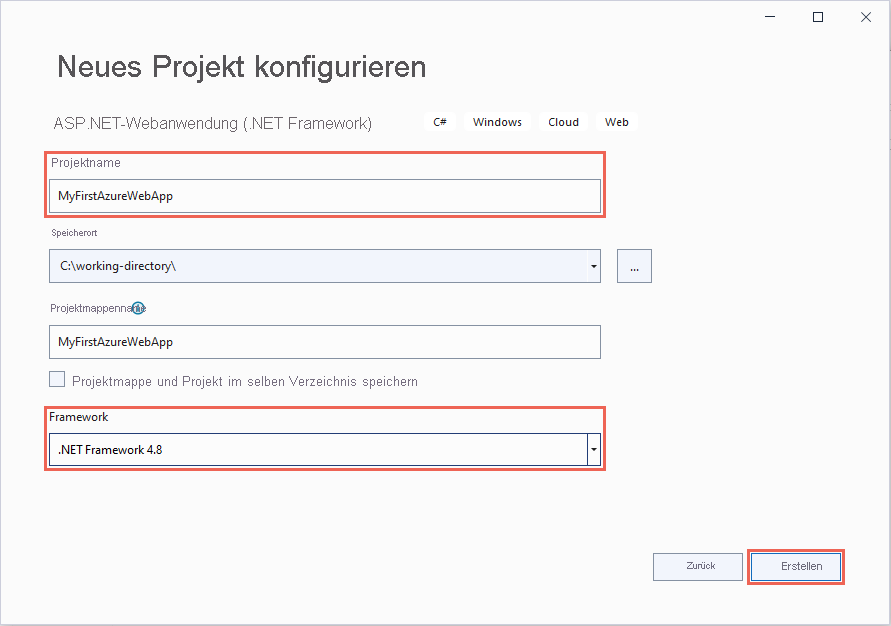 Neues Projekt konfigurieren
ASP.NET-Webanwendung (.NET Framework) C# Windows Cloud Web
Projektname
MyFirstAzureWebApp
Speicherort
C:\working-directory\
...
Projektmappenname
MyFirstAzureWebApp
Projektmappe und Projekt im selben Verzeichnis speichern
Framework
.NET Framework 4.8
Zurück Erstellen